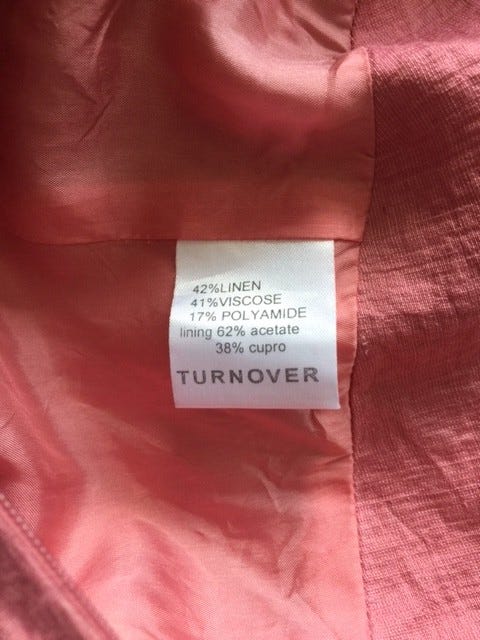 42%LINEN
41%VISCOSE
17% POLYAMIDE
lining 62% acetate
38% cupro
TURNOVER